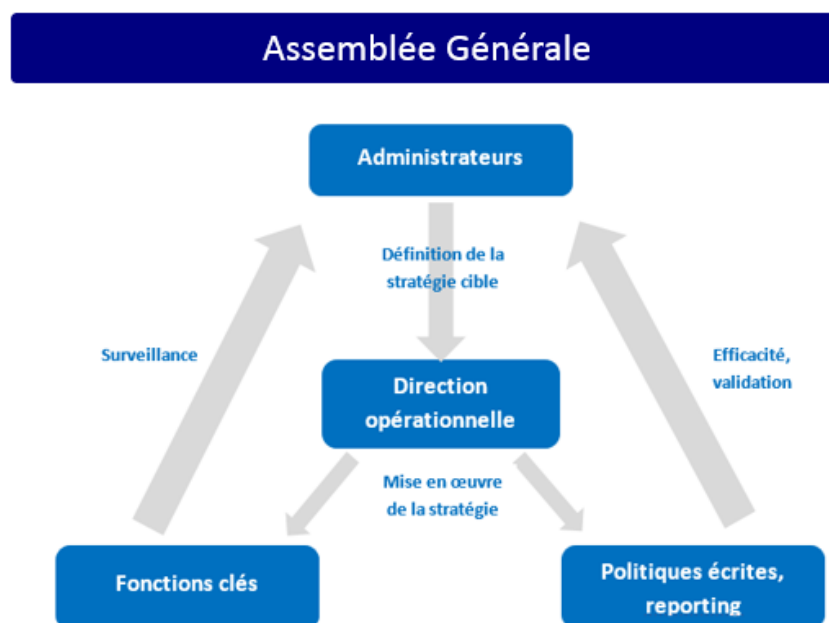 Assemblée Générale
Administrateurs
Définition de la
stratégie cible
Surveillance
Efficacité,
validation
Direction
opérationnelle
Mise en œuvre
de la stratégie
Fonctions clés
Politiques écrites,
reporting